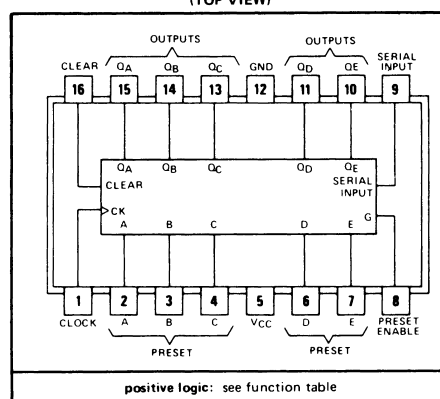 (TOP VIEW)
OUTPUTS OUTPUTS
CLEAR QA QB QC GND QD QE SERIAL INPUT
16 15 14 13 12 11 10 9
QA QB QC QD QE
CLEAR SERIAL INPUT
CK G
A B C D E
1 2 3 4 5 6 7 8
CLOCK A B C VCC D E PRESET ENABLE
PRESET PRESET
positive logic: see function table